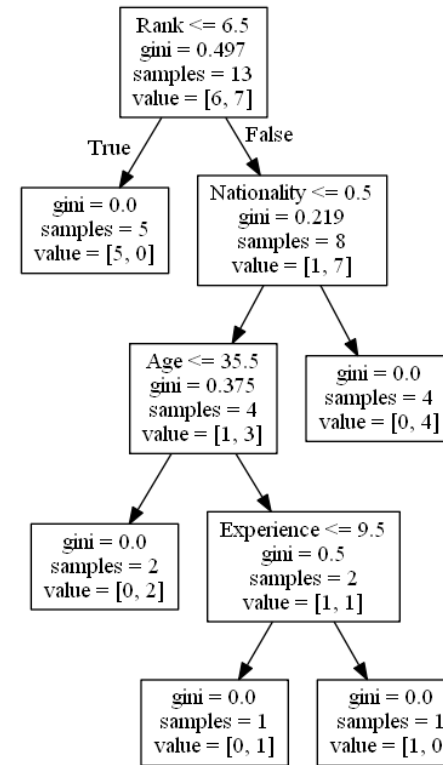 Rank <= 6.5
gini = 0.497
samples = 13
value = [6, 7]
True
False
gini = 0.0
samples = 5
value = [5, 0]
Nationality <= 0.5
gini = 0.219
samples = 8
value = [1, 7]
Age <= 35.5
gini = 0.375
samples = 4
value = [1, 3]
gini = 0.0
samples = 4
value = [0, 4]
gini = 0.0
samples = 2
value = [0, 2]
Experience <= 9.5
gini = 0.5
samples = 2
value = [1, 1]
gini = 0.0
samples = 1
value = [0, 1]
gini = 0.0
samples = 1
value = [1, 0]